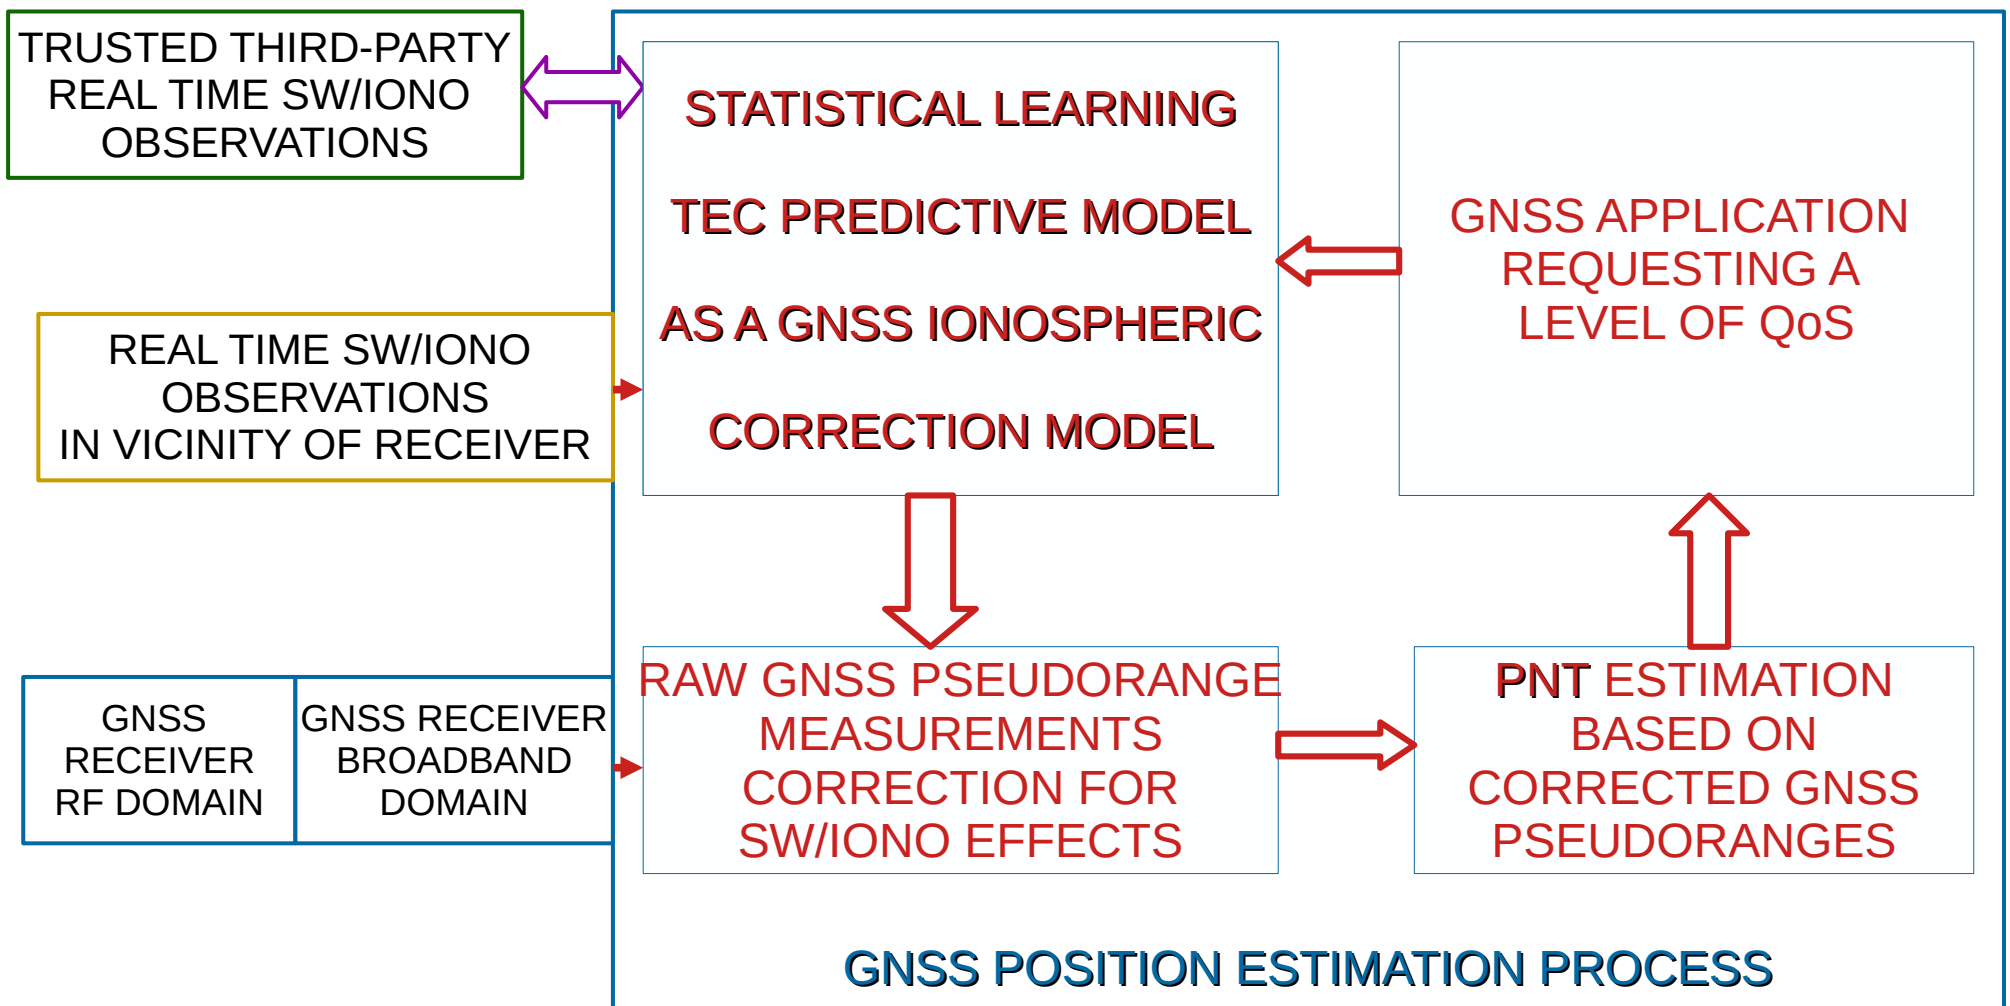 TRUSTED THIRD-PARTY
REAL TIME SW/IONO
OBSERVATIONS
STATISTICAL LEARNING
TEC PREDICTIVE MODEL
AS A GNSS IONOSPHERIC
CORRECTION MODEL
GNSS APPLICATION
REQUESTING A
LEVEL OF QoS
REAL TIME SW/IONO
OBSERVATIONS
IN VICINITY OF RECEIVER
GNSS
RECEIVER
RF DOMAIN
GNSS RECEIVER
BROADBAND
DOMAIN
RAW GNSS PSEUDORANGE
MEASUREMENTS
CORRECTION FOR
SW/IONO EFFECTS
PNT ESTIMATION
BASED ON
CORRECTED GNSS
PSEUDORANGES
GNSS POSITION ESTIMATION PROCESS